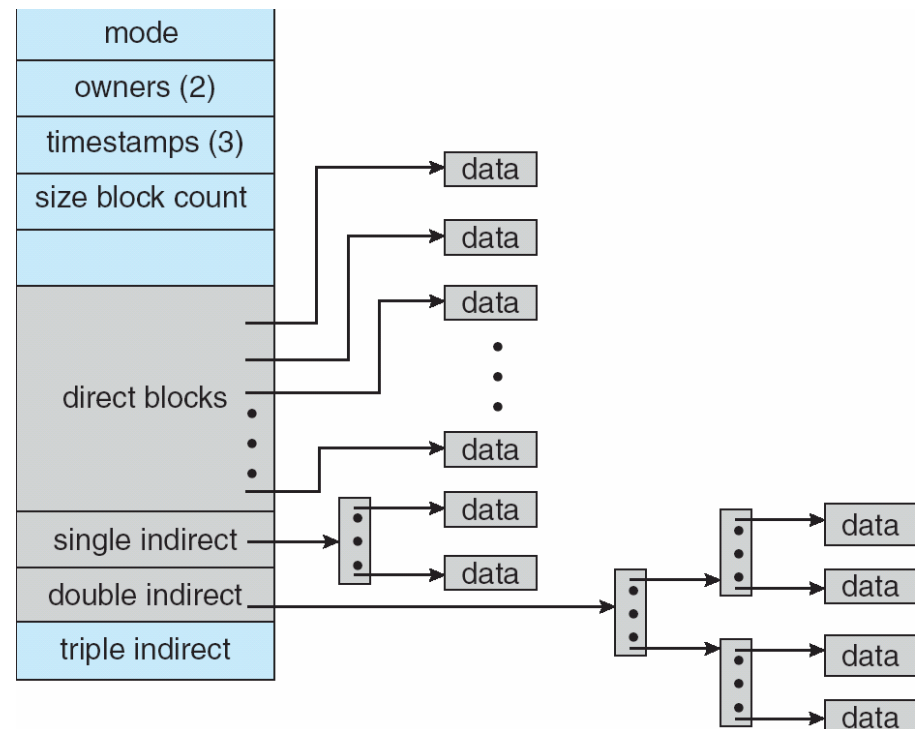 mode
owners (2)
timestamps (3)
size block count
direct blocks
single indirect
double indirect
triple indirect
data
data
data
data
data
data
data
data
data
data